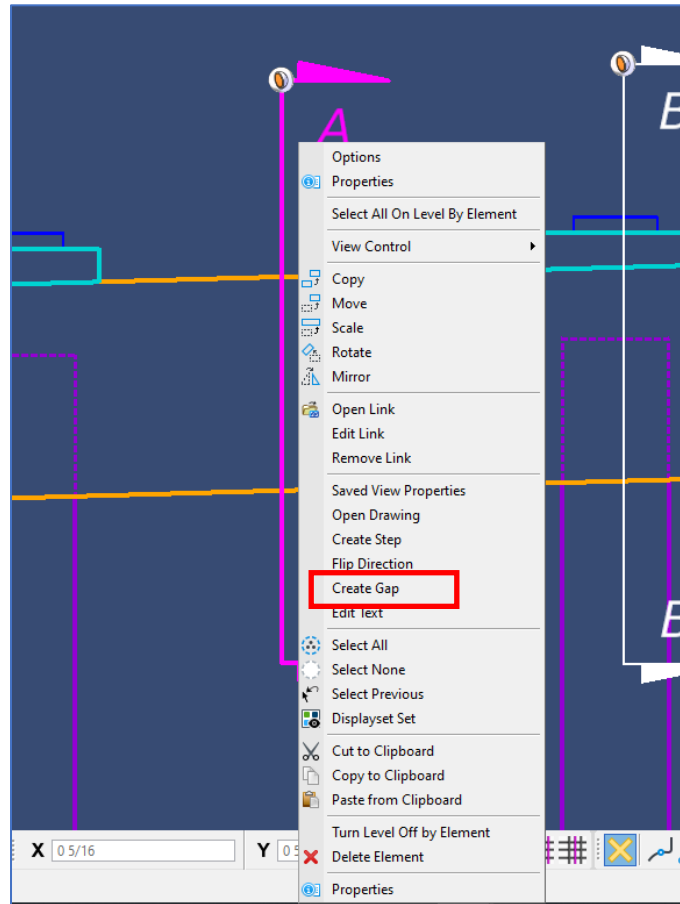 A
B
Options
Properties
Select All On Level By Element
View Control
Copy
Move
Scale
Rotate
Mirror
Open Link
Edit Link
Remove Link
Saved View Properties
Open Drawing
Create Step
Flip Direction
Create Gap
Edit Text
B
Select All
Select None
Select Previous
Displayset Set
Cut to Clipboard
Copy to Clipboard
Paste from Clipboard
Turn Level Off by Element
X 0 5/16 Y 0 5
Delete Element
Properties